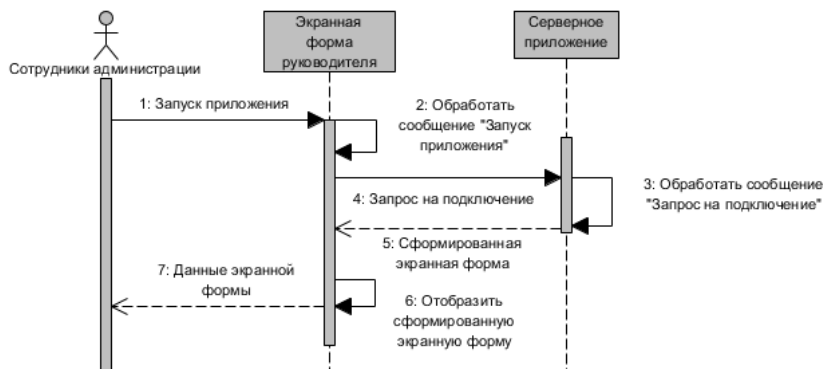 Сотрудники администрации
Экранная
форма
руководителя
Серверное
приложение
1: Запуск приложения
2: Обработать
сообщение "Запуск
приложения"
3: Обработать сообщение
"Запрос на подключение"
4: Запрос на подключение
5: Сформированная
экранная форма
7: Данные экранной
формы
6: Отобразить
сформированную
экранную форму